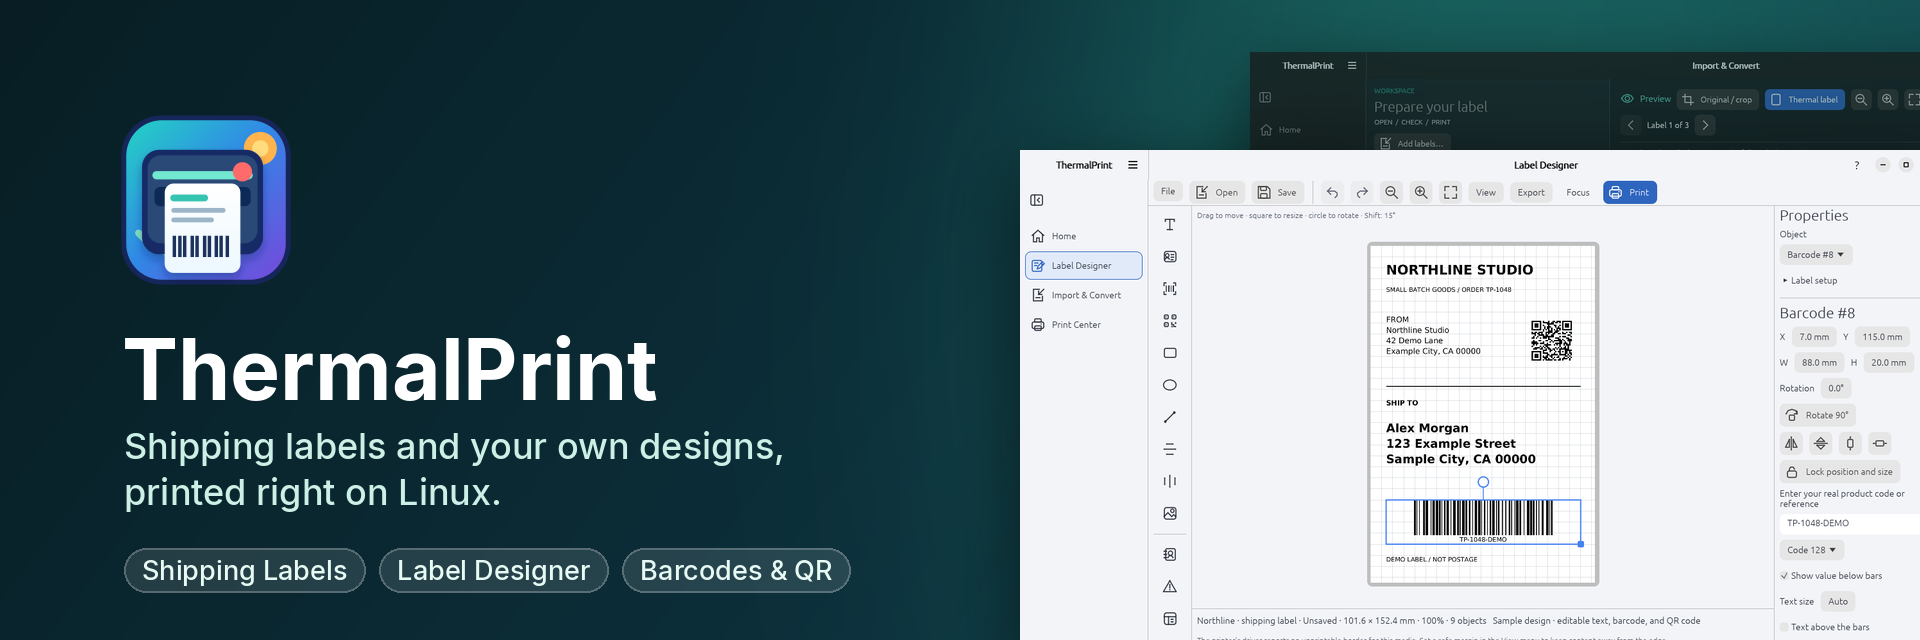 ThermalPrint
Shipping labels and your own designs,
printed right on Linux.
Shipping Labels
Label Designer
Barcodes & QR
ThermalPrint
Import & Convert
WORKSPACE
Prepare your label
OPEN / CHECK / PRINT
Add labels...
Home
Preview
Original / crop
Thermal label
Label 1 of 3
ThermalPrint
Label Designer
?
File
Open
Save
View
Export
Focus
Print
Home
Label Designer
Import & Convert
Print Center
Drag to move · square to resize · circle to rotate · Shift: 15°
NORTHLINE STUDIO
SMALL BATCH GOODS / ORDER TP-1048
FROM
Northline Studio
42 Demo Lane
Example City, CA 00000
SHIP TO
Alex Morgan
123 Example Street
Sample City, CA 00000
TP-1048-DEMO
DEMO LABEL / NOT POSTAGE
Northline · shipping label · Unsaved · 101.6 × 152.4 mm · 100% · 9 objects Sample design · editable text, barcode, and QR code
Properties
Object
Barcode #8
Label setup
Barcode #8
X 7.0 mm Y 115.0 mm
W 88.0 mm H 20.0 mm
Rotation 0.0°
Rotate 90°
Lock position and size
Enter your real product code or
reference
TP-1048-DEMO
Code 128
Show value below bars
Text size Auto
Text above the bars